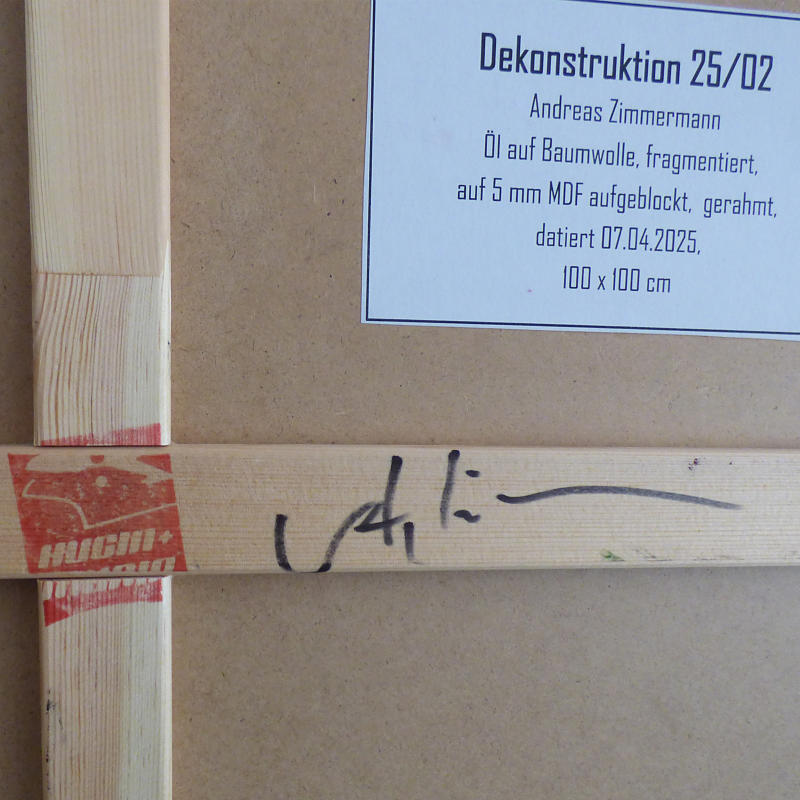 Dekonstruktion 25/02
Andreas Zimmermann
Öl auf Baumwolle, fragmentiert,
auf 5 mm MDF aufgeblockt, gerahmt,
datiert 07.04.2025,
100 x 100 cm